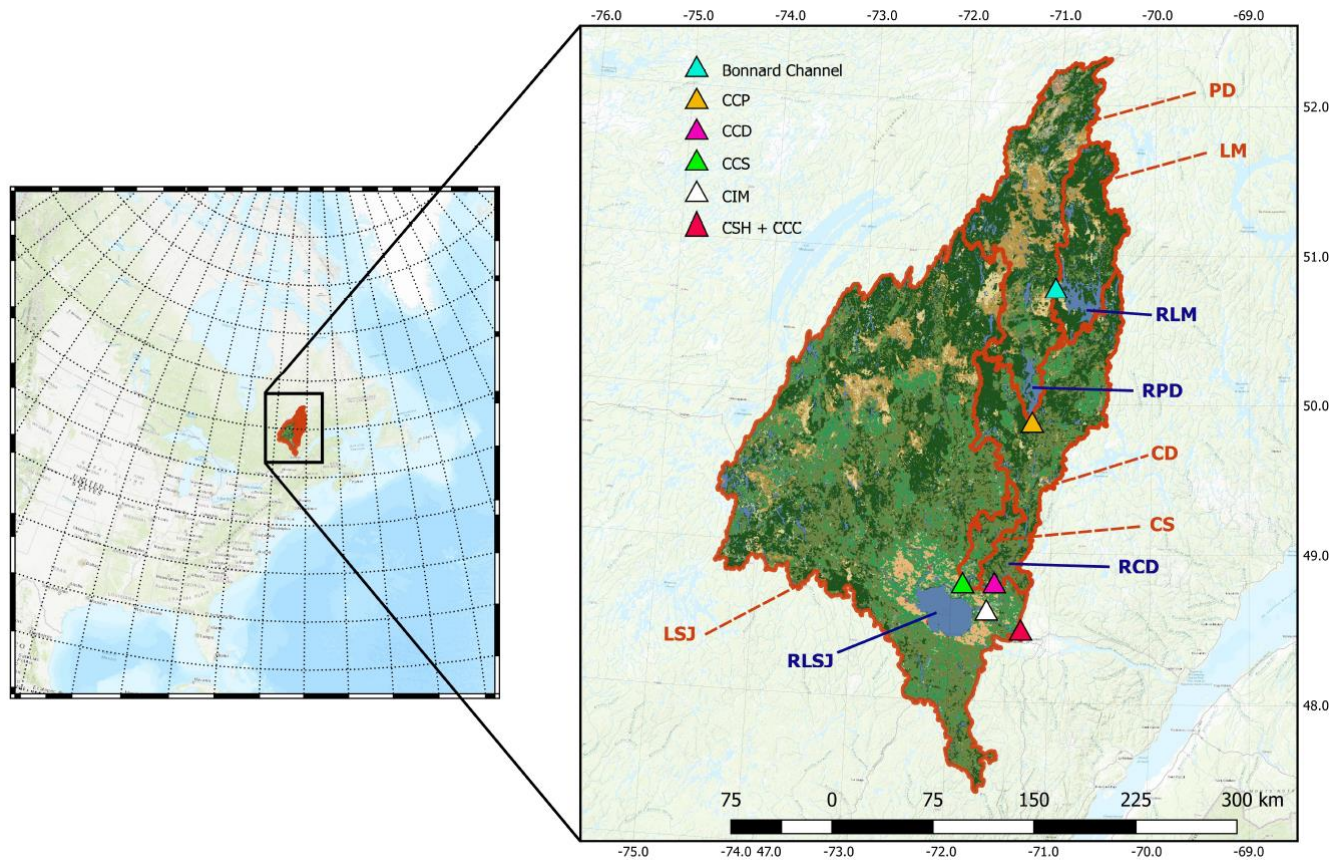 -76.0 -75.0 -74.0 -73.0 -72.0 -71.0 -70.0 -69.0
Bonnard Channel
CCP
CCD
CCS
CIM
CSH + CCC
PD
LM
52.0
51.0
RLM
RPD
50.0
CD
CS
49.0
RCD
LSJ
RLSJ
48.0
75 0 75 150 225 300 km
-75.0 -74.0 47.0 -73.0 -72.0 -71.0 -70.0 -69.0